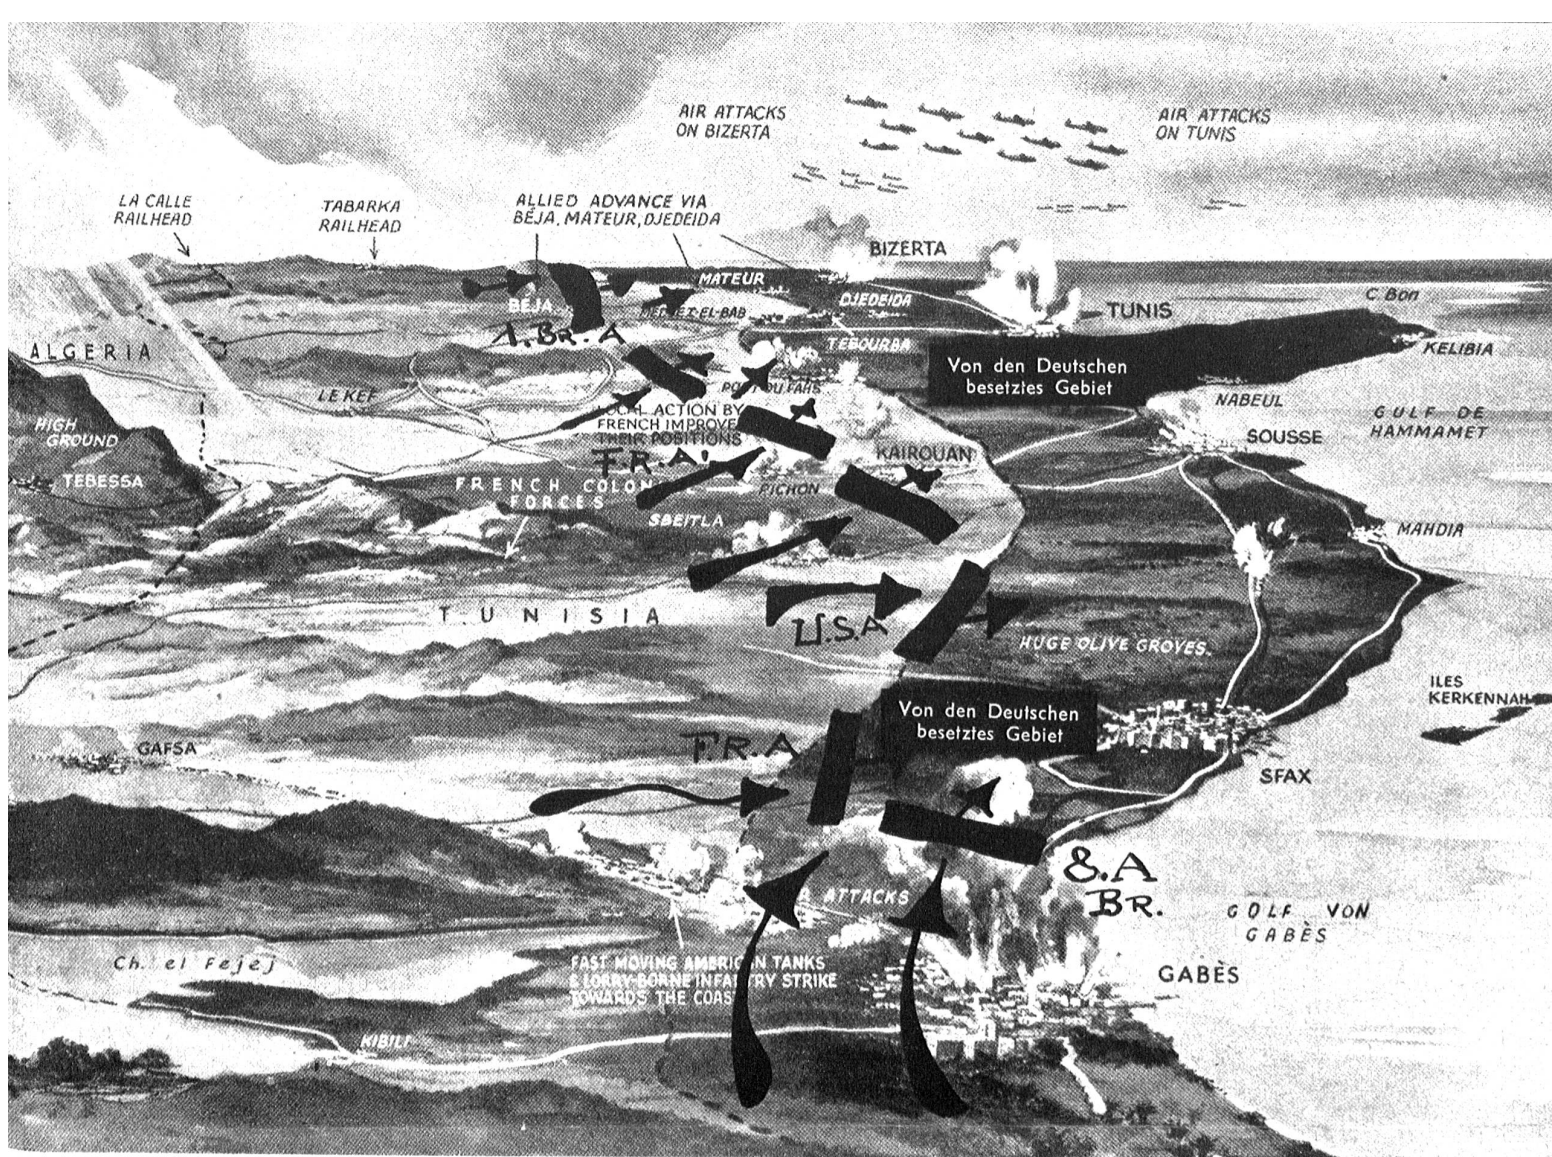 AIR ATTACKS
ON BIZERTA
AIR ATTACKS
ON TUNIS
LA CALLE
RAILHEAD
TABARKA
RAILHEAD
ALLIED ADVANCE VIA
BÉJA, MATEUR, DJEDEIDA
BIZERTA
MATEUR
DJEDEIDA
C. Bon
BÉJA
EL-BAB
TUNIS
1. BR. A
TEBOURBA
KELIBIA
ALGERIA
Von den Deutschen
besetztes Gebiet
LE KEF
FAHS
NABEUL
GULF DE
HAMMAMET
ACTION BY
FRENCH IMPROVE
THEIR POSITIONS
HIGH
GROUND
SOUSSE
F.R.A.
KAIROUAN
TEBESSA
FRENCH COLON
FORCES
PICHON
SBEITLA
MAHDIA
TUNISIA
U.S.A
HUGE OLIVE GROVES.
ILES
KERKENNAH
Von den Deutschen
besetztes Gebiet
F.R.A
GAFSA
SFAX
8.A
BR.
ATTACKS
GOLF VON
GABÈS
Ch. el Fejej
FAST MOVING AMERICAN TANKS
& LORRY-BORNE INFANTRY STRIKE
TOWARDS THE COAS
GABÈS
KIBILI